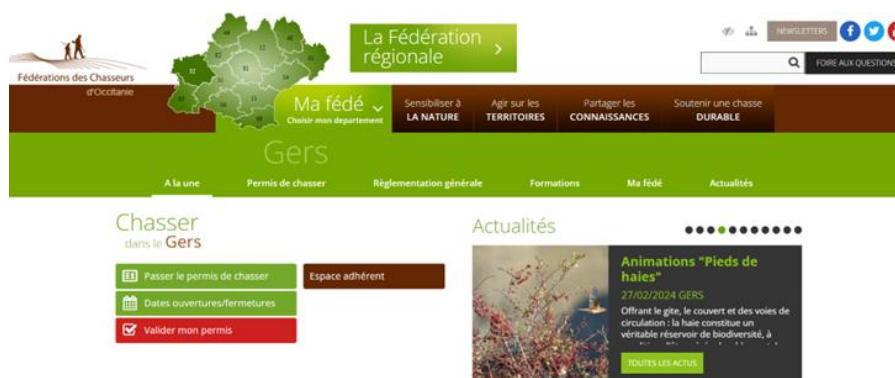 La Fédération
régionale
NEWSLETTERS
FOIRE AUX QUESTIONS
Fédérations des Chasseurs
d'Occitanie
Ma fédé
Choisir mon departement
Sensibiliser à
LA NATURE
Agir sur les
TERRITOIRES
Partager les
CONNAISSANCES
Soutenir une chasse
DURABLE
Gers
A la une
Permis de chasser
Règlementation générale
Formations
Ma fédé
Actualités
Chasser
dans le Gers
Passer le permis de chasser
Espace adhérent
Dates ouvertures/fermetures
Valider mon permis
Actualités
Animations "Pieds de
haies"
27/02/2024 GERS
Offrant le gite, le couvert et des voies de
circulation : la haie constitue un
véritable réservoir de biodiversité, à
TOUTES LES ACTUS